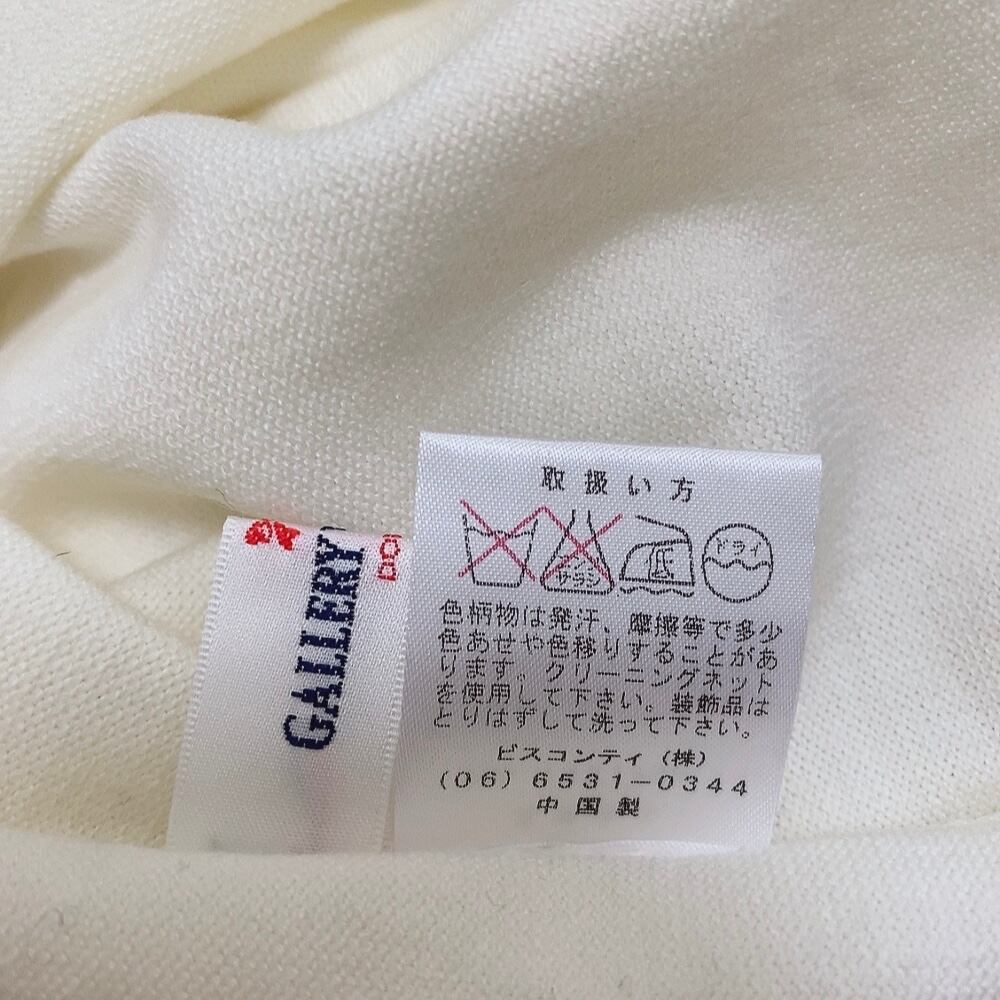 GALLERY
取扱い方
サラシ
ドライ
色柄物は発汗、摩擦等で多少
色あせや色移りすることがあ
ります。クリーニングネット
を使用して下さい。装飾品は
とりはずして洗って下さい。
ビスコンティ(株)
(06)6531-0344
中国製